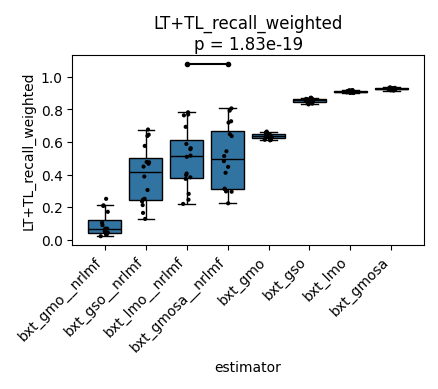 LT+TL_recall_weighted
p = 1.83e-19
LT+TL_recall_weighted
1.0
0.8
0.6
0.4
0.2
0.0
bxt_gmo__nrlmf
bxt_gso__nrlmf
bxt_lmo__nrlmf
bxt_gmosa__nrlmf
bxt_gmo
bxt_gso
bxt_lmo
bxt_gmosa
estimator